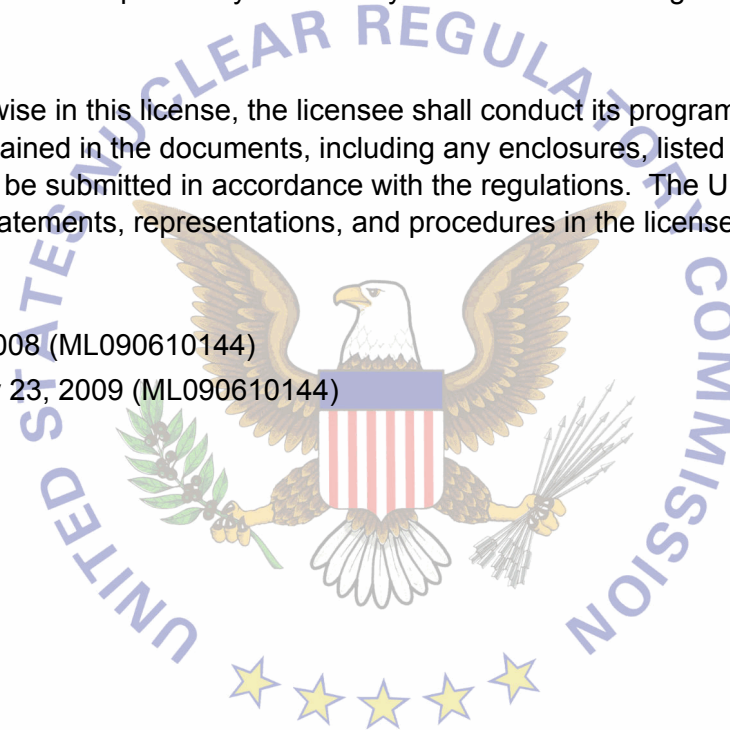 wise in this license, the licensee shall conduct its program
ained in the documents, including any enclosures, listed
be submitted in accordance with the regulations. The U
atements, representations, and procedures in the license
008 (ML090610144)
23, 2009 (ML090610144)
UNITED STATES NUCLEAR REGULATORY COMMISSION